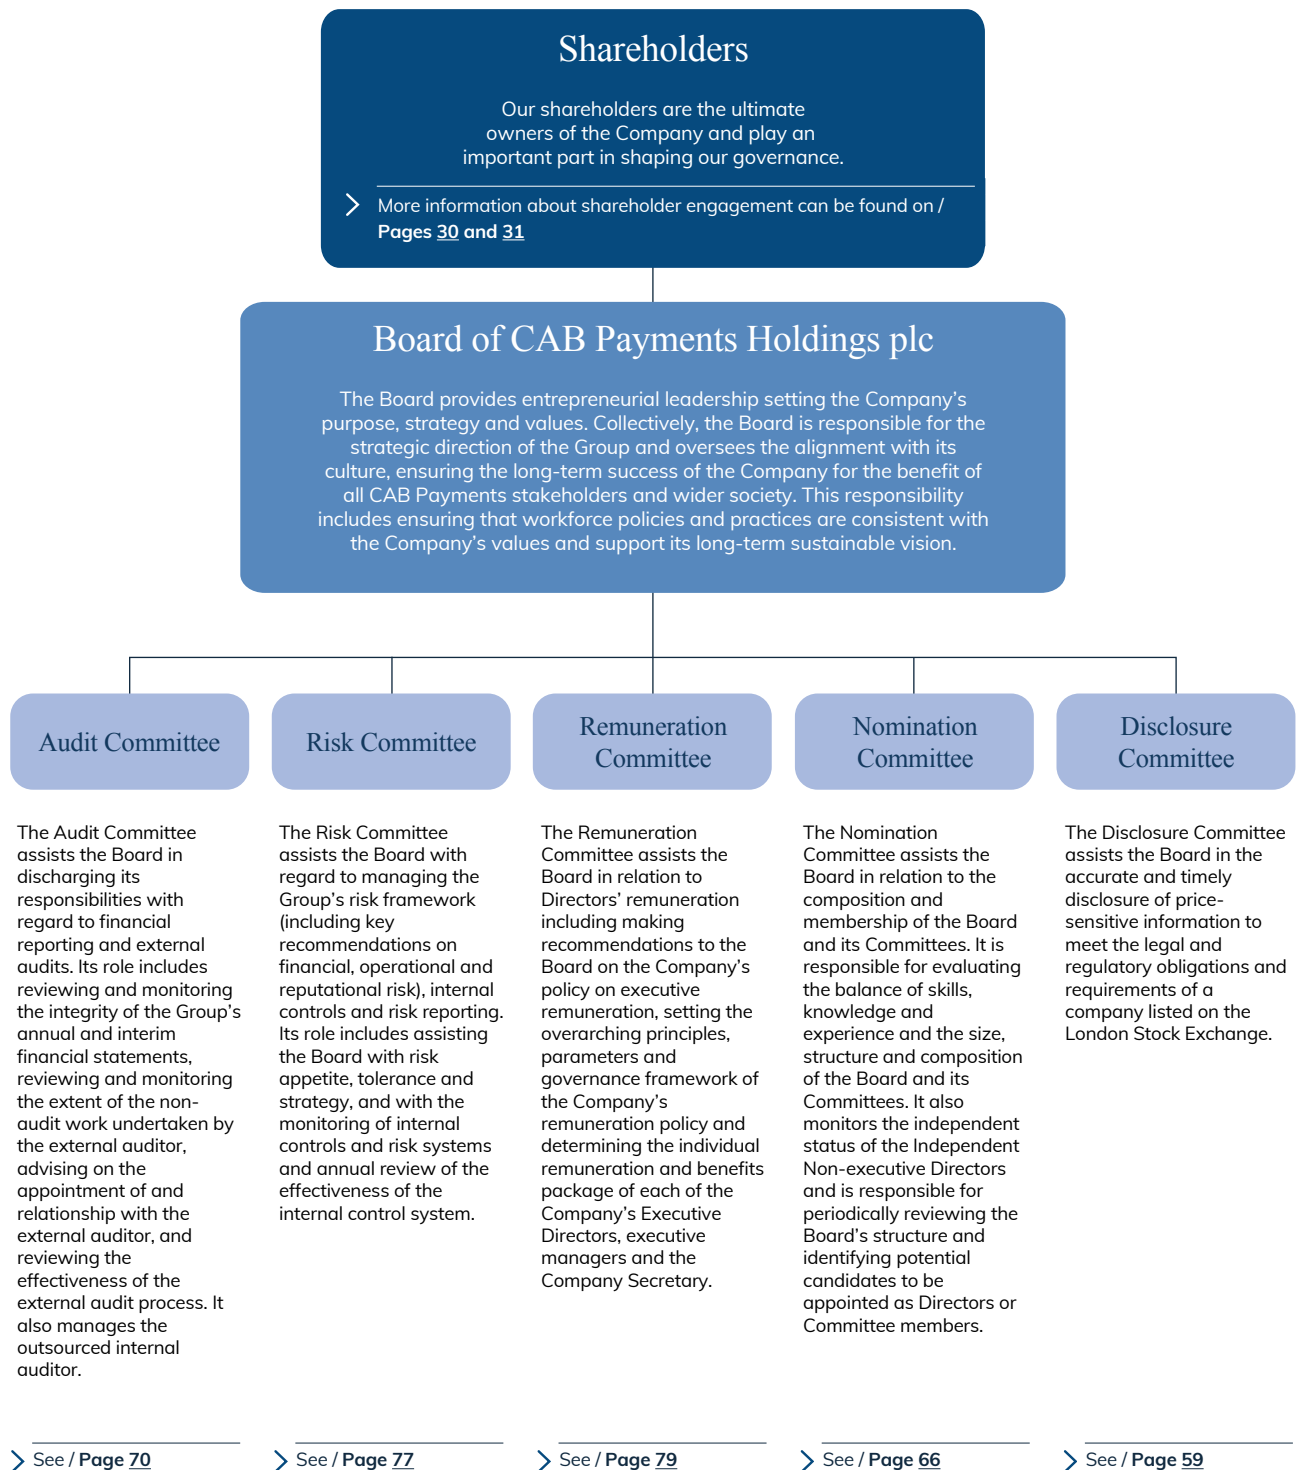 Shareholders
Our shareholders are the ultimate
owners of the Company and play an
important part in shaping our governance.
More information about shareholder engagement can be found on /
Pages 30 and 31
Board of CAB Payments Holdings plc
The Board provides entrepreneurial leadership setting the Company’s
purpose, strategy and values. Collectively, the Board is responsible for the
strategic direction of the Group and oversees the alignment with its
culture, ensuring the long-term success of the Company for the benefit of
all CAB Payments stakeholders and wider society. This responsibility
includes ensuring that workforce policies and practices are consistent with
the Company’s values and support its long-term sustainable vision.
Audit Committee
The Audit Committee
assists the Board in
discharging its
responsibilities with
regard to financial
reporting and external
audits. Its role includes
reviewing and monitoring
the integrity of the Group’s
annual and interim
financial statements,
reviewing and monitoring
the extent of the non-
audit work undertaken by
the external auditor,
advising on the
appointment of and
relationship with the
external auditor, and
reviewing the
effectiveness of the
external audit process. It
also manages the
outsourced internal
auditor.
See / Page 70
Risk Committee
The Risk Committee
assists the Board with
regard to managing the
Group’s risk framework
(including key
recommendations on
financial, operational and
reputational risk), internal
controls and risk reporting.
Its role includes assisting
the Board with risk
appetite, tolerance and
strategy, and with the
monitoring of internal
controls and risk systems
and annual review of the
effectiveness of the
internal control system.
See / Page 77
Remuneration
Committee
The Remuneration
Committee assists the
Board in relation to
Directors’ remuneration
including making
recommendations to the
Board on the Company’s
policy on executive
remuneration, setting the
overarching principles,
parameters and
governance framework of
the Company’s
remuneration policy and
determining the individual
remuneration and benefits
package of each of the
Company’s Executive
Directors, executive
managers and the
Company Secretary.
See / Page 79
Nomination
Committee
The Nomination
Committee assists the
Board in relation to the
composition and
membership of the Board
and its Committees. It is
responsible for evaluating
the balance of skills,
knowledge and
experience and the size,
structure and composition
of the Board and its
Committees. It also
monitors the independent
status of the Independent
Non-executive Directors
and is responsible for
periodically reviewing the
Board’s structure and
identifying potential
candidates to be
appointed as Directors or
Committee members.
See / Page 66
Disclosure
Committee
The Disclosure Committee
assists the Board in the
accurate and timely
disclosure of price-
sensitive information to
meet the legal and
regulatory obligations and
requirements of a
company listed on the
London Stock Exchange.
See / Page 59